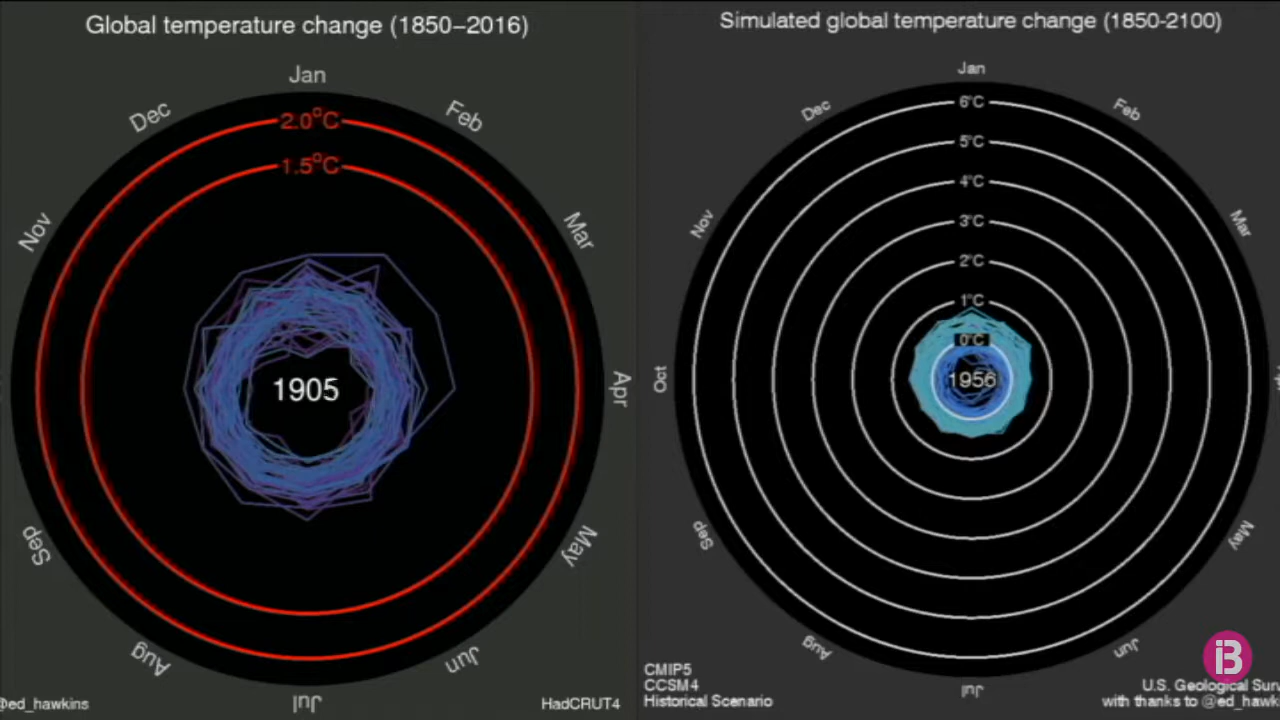 Global temperature change (1850−2016)
Jan
Feb
Mar
Apr
May
Jun
Jul
Aug
Sep
Nov
Dec
2.0°C
1.5°C
1905
@ed_hawkins
HadCRUT4
Simulated global temperature change (1850-2100)
Jan
Feb
Mar
May
Jun
Jul
Aug
Sep
Oct
Nov
Dec
6°C
5°C
4°C
3°C
2°C
1°C
0°C
1956
CMIP5
CCSM4
Historical Scenario
U.S. Geological Surv
with thanks to @ed_hawk
iB3